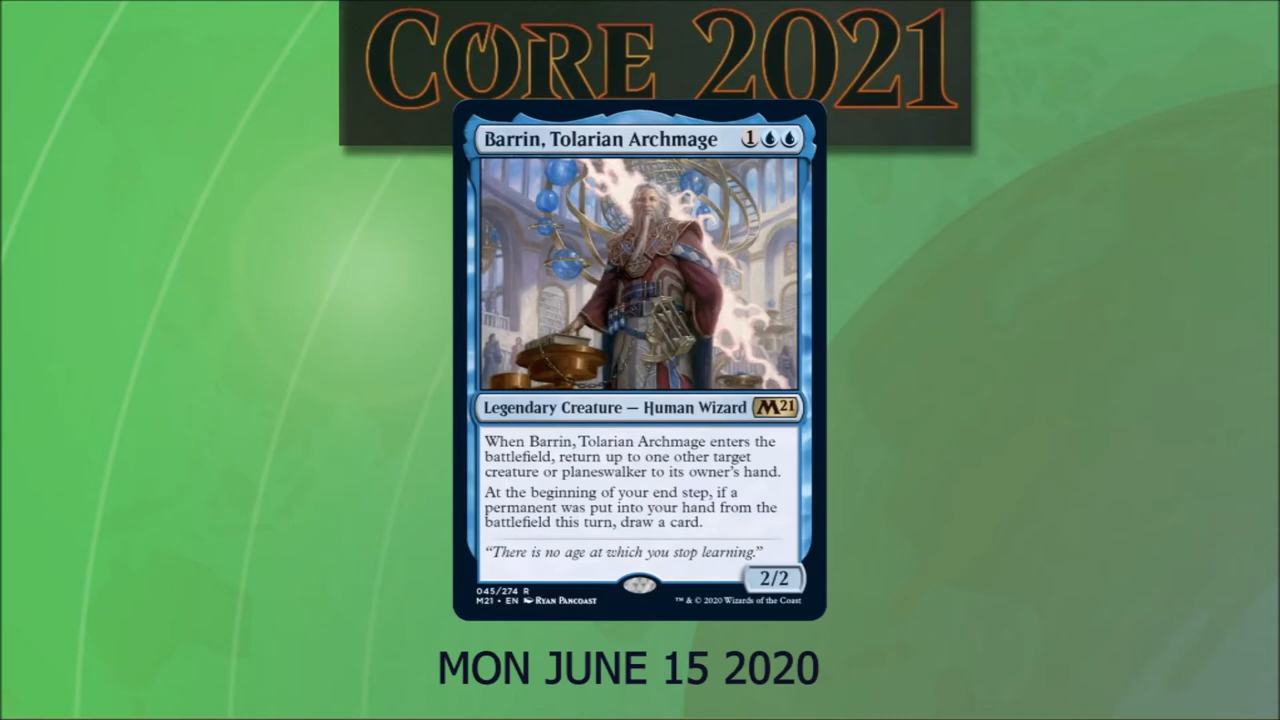 CORE 2021
Barrin, Tolarian Archmage 1
Legendary Creature — Human Wizard M21
When Barrin, Tolarian Archmage enters the
battlefield, return up to one other target
creature or planeswalker to its owner's hand.
At the beginning of your end step, if a
permanent was put into your hand from the
battlefield this turn, draw a card.
"There is no age at which you stop learning."
2/2
045/274 R
M21 • EN RYAN PANCOAST ™ & © 2020 Wizards of the Coast
MON JUNE 15 2020